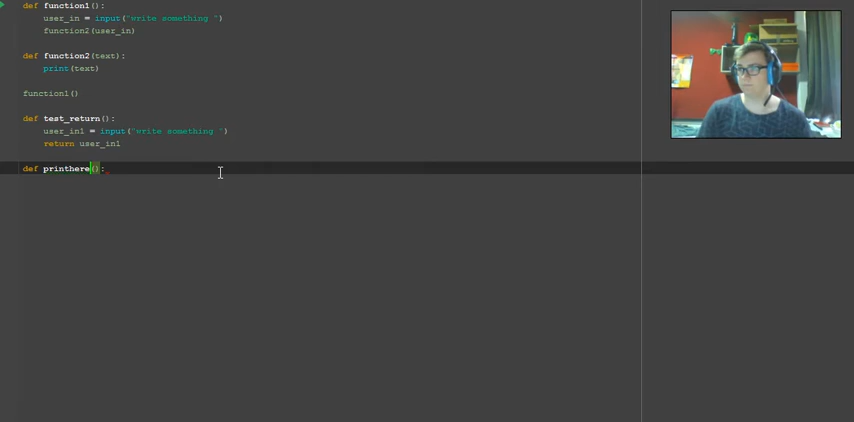 def function1():
user_in = input("write something ")
function2(user_in)
def function2(text):
print(text)
function1()
def test_return():
user_in1 = input("write something ")
return user_in1
def printhere():